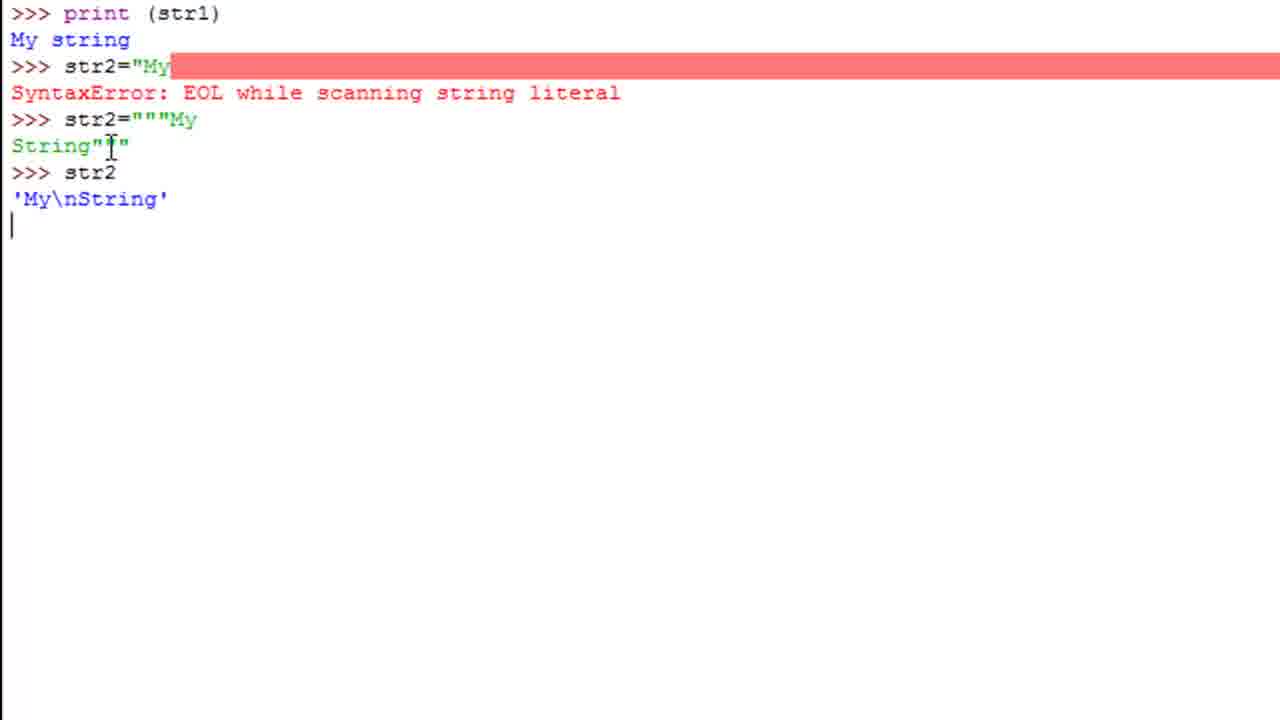 >>> print (str1)
My string
>>> str2="My
SyntaxError: EOL while scanning string literal
>>> str2="""My
String"""
>>> str2
'My\nString'